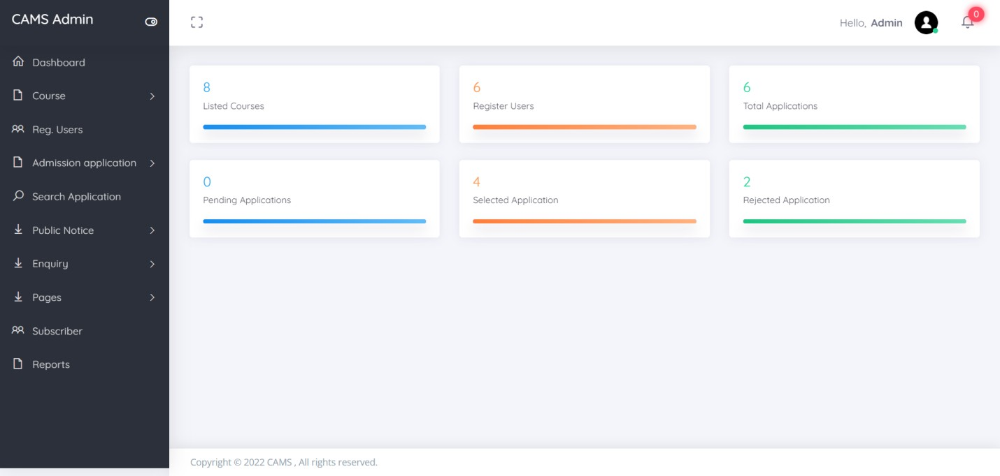 CAMS Admin
Hello, Admin
0
Dashboard
Course
Reg. Users
Admission application
Search Application
Public Notice
Enquiry
Pages
Subscriber
Reports
8
Listed Courses
6
Register Users
6
Total Applications
0
Pending Applications
4
Selected Application
2
Rejected Application
Copyright © 2022 CAMS , All rights reserved.